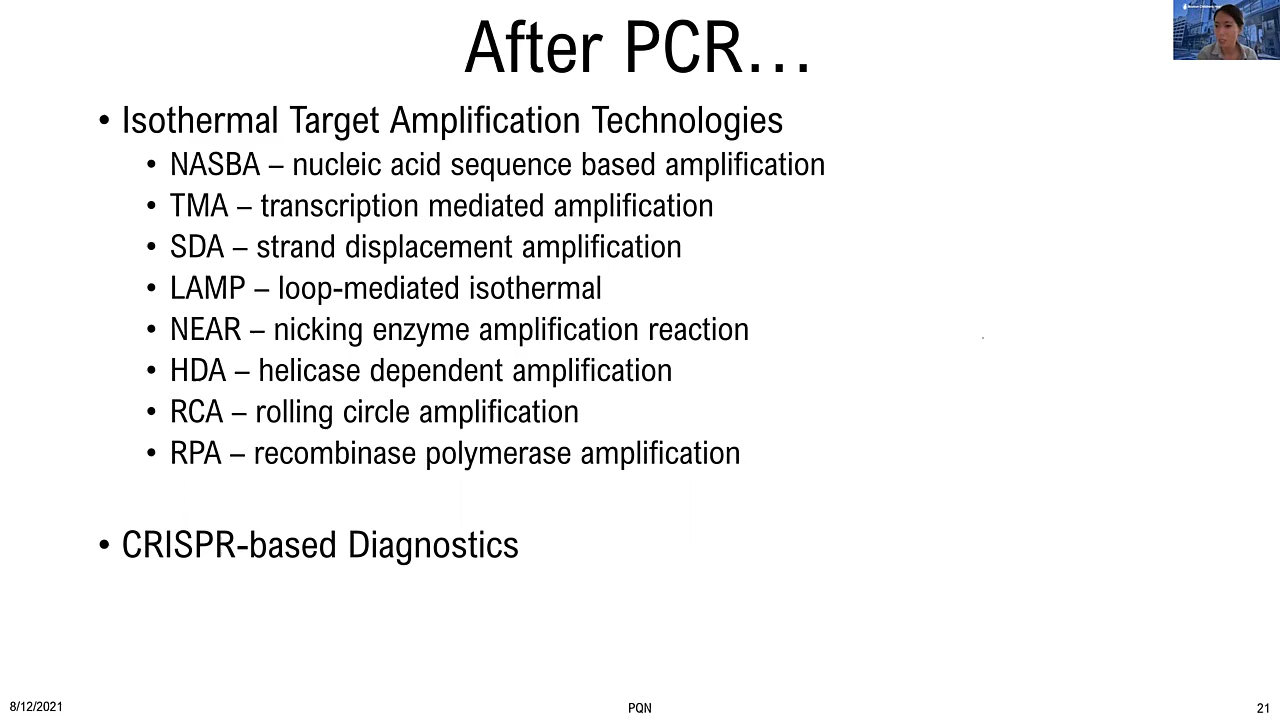 After PCR…
• Isothermal Target Amplification Technologies
• NASBA – nucleic acid sequence based amplification
• TMA – transcription mediated amplification
• SDA – strand displacement amplification
• LAMP – loop-mediated isothermal
• NEAR – nicking enzyme amplification reaction
• HDA – helicase dependent amplification
• RCA – rolling circle amplification
• RPA – recombinase polymerase amplification
• CRISPR-based Diagnostics
8/12/2021
PQN
21